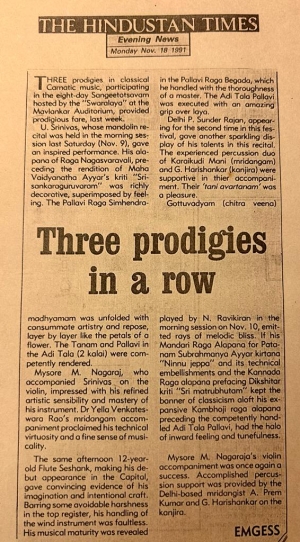 THE HINDUSTAN TIMES
Evening News
Monday Nov. 18 1991
THREE prodigies in classical
Carnatic music, participating
in the eight-day Sangeetotsavam
hosted by the "Swaralaya" at the
Mavlankar Auditorium, provided
prodigious fare, last week.
U. Srinivas, whose mandolin re-
cital was held in the morning ses-
sion last Saturday (Nov. 9), gave
an inspired performance. His ala-
pana of Raga Nagasvaravali, pre-
ceding the rendition of Maha
Vaidyanatha Ayyar's kriti "Sri-
sankaraguruvaram" was richly
decorative, superimposed by feel-
ing. The Pallavi Raga Simhendra-
in the Pallavi Raga Begada, which
he handled with the thoroughness
of a master. The Adi Tala Pallavi
was executed with an amazing
grip over laya.
Delhi P. Sunder Rajan, appear-
ing for the second time in this fes-
tival, gave another sparkling dis-
play of his talents in this recital.
The experienced percussion duo
of Karaikudi Mani (mridangam)
and G. Harishankar (kanjira) were
supportive in thier accompani-
ment. Their 'tani avartanam' was
a pleasure.
Gottuvadyam (chitra veena)
Three prodigies
in a row
madhyamam was unfolded with
consummate artistry and repose,
layer by layer like the petals of a
flower. The Tanam and Pallavi in
the Adi Tala (2 kalai) were com-
petently rendered.
Mysore M. Nagaraj, who
accompanied Srinivas on the
violin, impressed with his refined
artistic sensibility and mastery of
his instrument. Dr Yella Venkates-
wara Rao's mridangam accom-
paniment proclaimed his technical
virtuosity and a fine sense of musi-
cality.
The same afternoon 12-year-
old Flute Seshank, making his de-
but appearance in the Capital,
gave convincing evidence of his
imagination and intentional craft.
Barring some avoidable harshness
in the top register, his handling of
the wind instrument was faultless.
His musical maturity was revealed
played by N. Ravikiran in the
morning session on Nov. 10, emit-
ted rays of melodic bliss. If his
Mandari Raga Alapana for Pata-
nam Subrahmanya Ayyar kirtana
"Ninnu jeppa" and its technical
embellishments and the Kannada
Raga alapana prefacing Dikshitar
kriti "Sri matrubhutam" kept the
banner of classicism aloft his ex-
pansive Kambhoji raga alapana
preceding the competently hand-
led Adi Tala Pallavi, had the halo
of inward feeling and tunefulness.
Mysore M. Nagaraja's violin
accompaniment was once again a
success. Accomplished percus-
sion support was provided by the
Delhi-based mridangist A. Prem
Kumar and G. Harishankar on the
konjira.
EMGESS